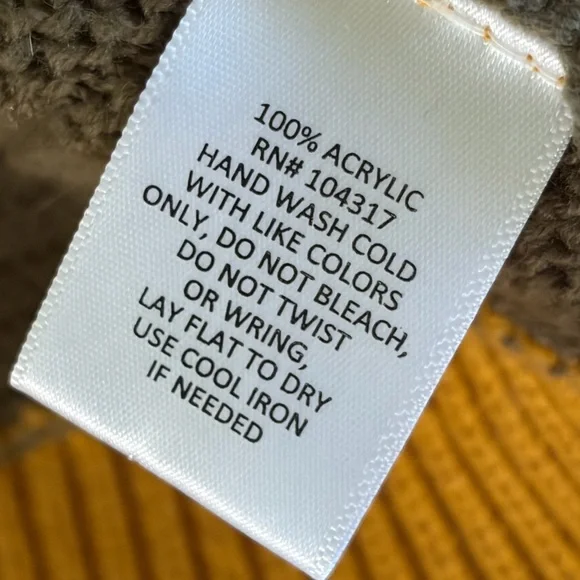 100% ACRYLIC
RN# 104317
HAND WASH COLD
WITH LIKE COLORS
ONLY, DO NOT BLEACH,
DO NOT TWIST
OR WRING,
LAY FLAT TO DRY
USE COOL IRON
IF NEEDED